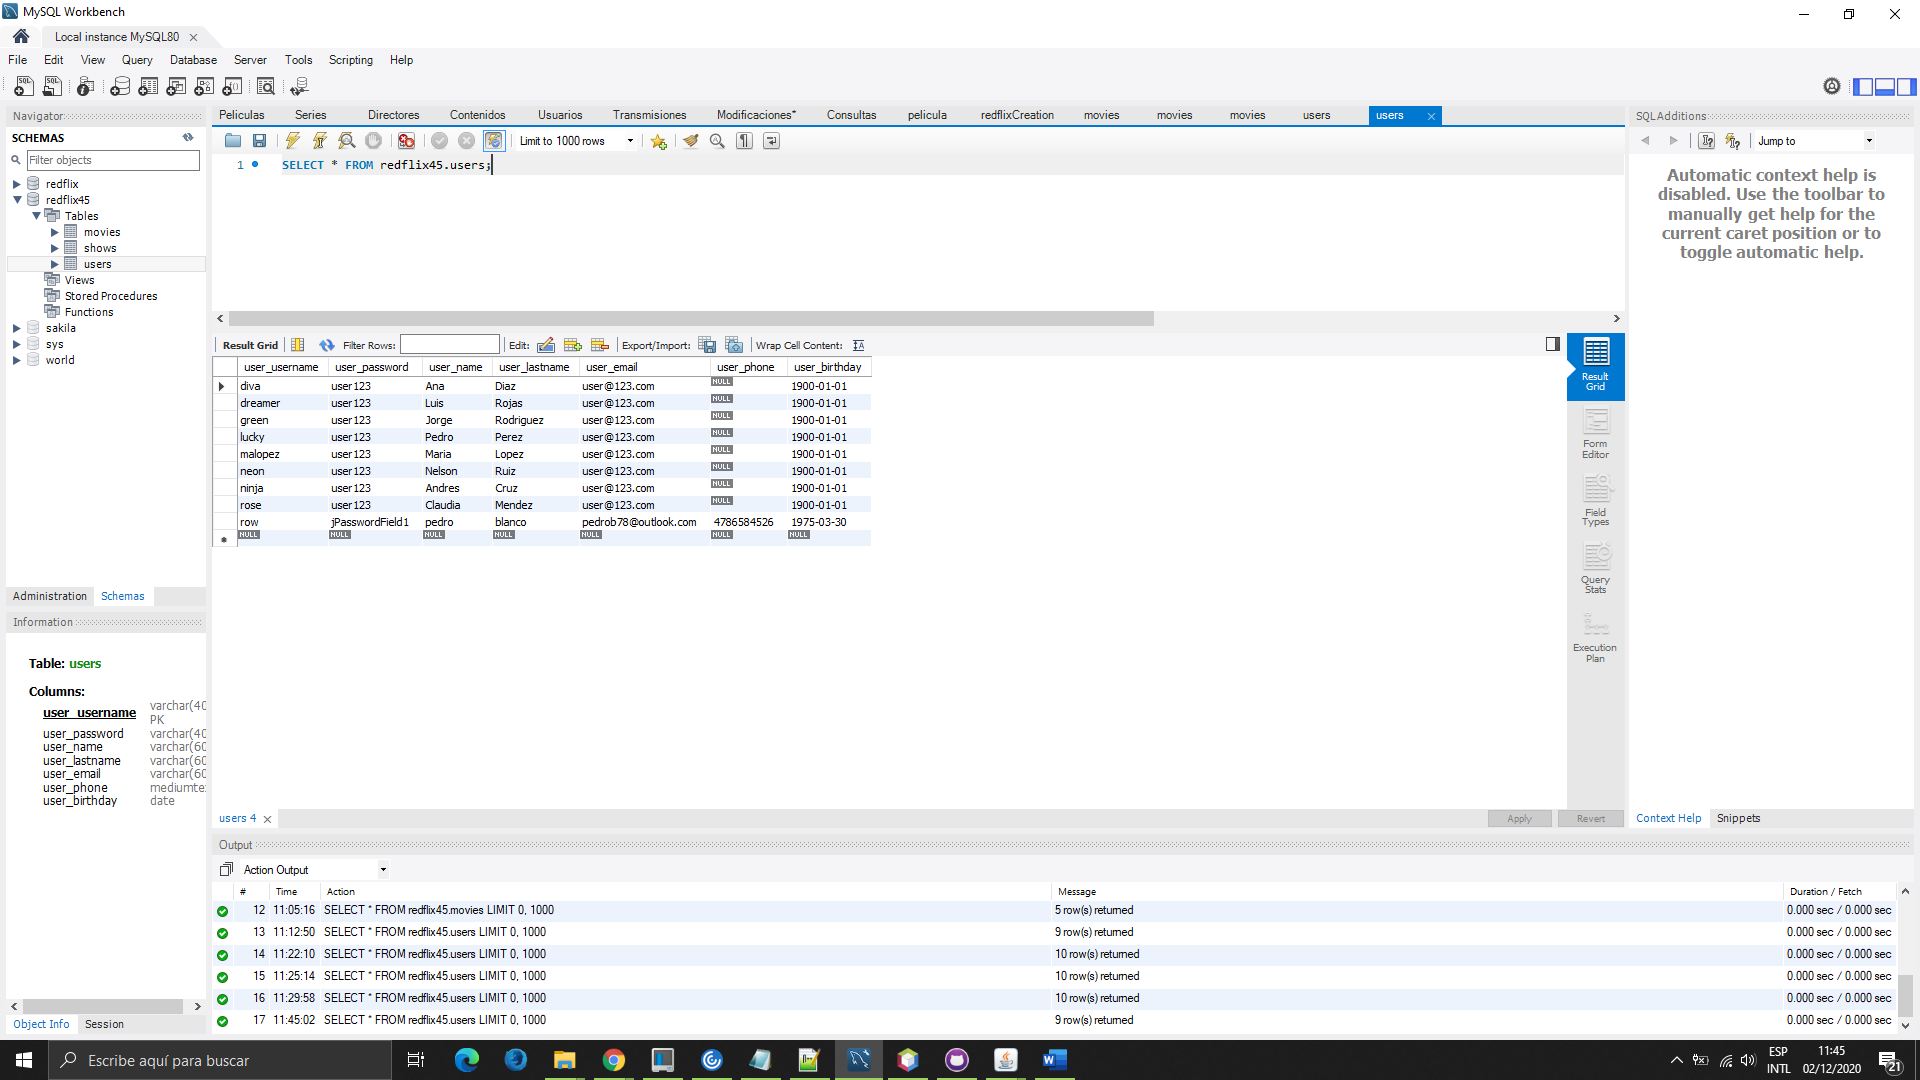 MySQL Workbench
Local instance MySQL80
File Edit View Query Database Server Tools Scripting Help
Navigator
SCHEMAS
Filter objects
redflix
redflix45
Tables
movies
shows
users
Views
Stored Procedures
Functions
sakila
sys
world
Administration Schemas
Information
Table: users
Columns:
user_username varchar(40
PK
user_password varchar(40
user_name varchar(60
user_lastname varchar(60
user_email varchar(60
user_phone mediumte
user_birthday date
Object Info Session
Peliculas Series Directores Contenidos Usuarios Transmisiones Modificaciones* Consultas pelicula redflixCreation movies movies movies users users
Limit to 1000 rows
1 SELECT * FROM redflix45.users;
Result Grid Filter Rows: Edit: Export/Import: Wrap Cell Content:
user_username user_password user_name user_lastname user_email user_phone user_birthday
diva user123 Ana Diaz user@123.com NULL 1900-01-01
dreamer user123 Luis Rojas user@123.com NULL 1900-01-01
green user123 Jorge Rodriguez user@123.com NULL 1900-01-01
lucky user123 Pedro Perez user@123.com NULL 1900-01-01
malopez user123 Maria Lopez user@123.com NULL 1900-01-01
neon user123 Nelson Ruiz user@123.com NULL 1900-01-01
ninja user123 Andres Cruz user@123.com NULL 1900-01-01
rose user123 Claudia Mendez user@123.com NULL 1900-01-01
row jPasswordField1 pedro blanco pedrob78@outlook.com 4786584526 1975-03-30
NULL NULL NULL NULL NULL NULL NULL
Result
Grid
Form
Editor
Field
Types
Query
Stats
Execution
Plan
users 4
Apply Revert
SQLAdditions
Jump to
Automatic context help is
disabled. Use the toolbar to
manually get help for the
current caret position or to
toggle automatic help.
Context Help Snippets
Output
Action Output
# Time Action Message Duration / Fetch
12 11:05:16 SELECT * FROM redflix45.movies LIMIT 0, 1000 5 row(s) returned 0.000 sec / 0.000 sec
13 11:12:50 SELECT * FROM redflix45.users LIMIT 0, 1000 9 row(s) returned 0.000 sec / 0.000 sec
14 11:22:10 SELECT * FROM redflix45.users LIMIT 0, 1000 10 row(s) returned 0.000 sec / 0.000 sec
15 11:25:14 SELECT * FROM redflix45.users LIMIT 0, 1000 10 row(s) returned 0.000 sec / 0.000 sec
16 11:29:58 SELECT * FROM redflix45.users LIMIT 0, 1000 10 row(s) returned 0.000 sec / 0.000 sec
17 11:45:02 SELECT * FROM redflix45.users LIMIT 0, 1000 9 row(s) returned 0.000 sec / 0.000 sec
Escribe aquí para buscar
ESP
INTL
11:45
02/12/2020
21